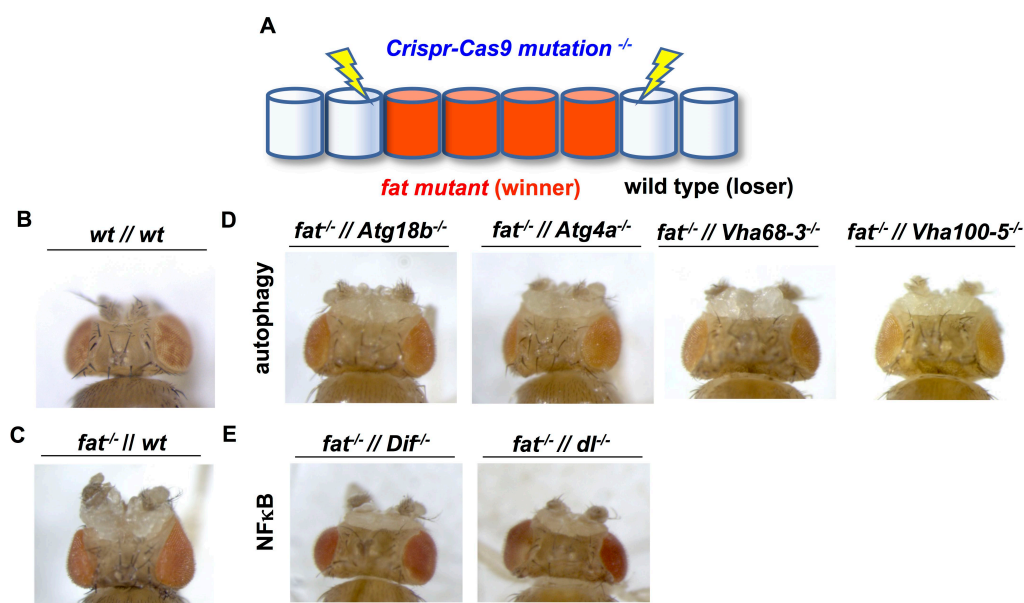 A
Crispr-Cas9 mutation -/-
fat mutant (winner)
wild type (loser)
B
wt // wt
D
fat-/- // Atg18b-/-
fat-/- // Atg4a-/-
fat-/- // Vha68-3-/-
fat-/- // Vha100-5-/-
autophagy
C
fat-/- // wt
E
fat-/- // Dif-/-
fat-/- // dl-/-
NFκB